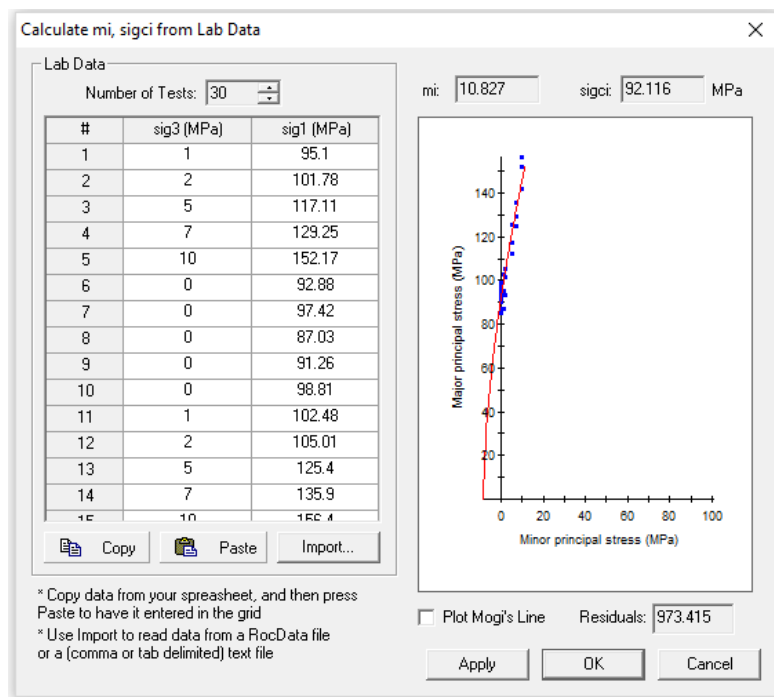 Calculate mi, sigci from Lab Data
Lab Data
Number of Tests: 30
# sig3 (MPa) sig1 (MPa)
1 1 95.1
2 2 101.78
3 5 117.11
4 7 129.25
5 10 152.17
6 0 92.88
7 0 97.42
8 0 87.03
9 0 91.26
10 0 98.81
11 1 102.48
12 2 105.01
13 5 125.4
14 7 135.9
15 10 156.4
Copy Paste Import...
* Copy data from your spreasheet, and then press
Paste to have it entered in the grid
* Use Import to read data from a RocData file
or a (comma or tab delimited) text file
mi: 10.827 sigci: 92.116 MPa
Major principal stress (MPa)
140
120
100
80
60
40
20
0 20 40 60 80 100
Minor principal stress (MPa)
Plot Mogi's Line Residuals: 973.415
Apply OK Cancel